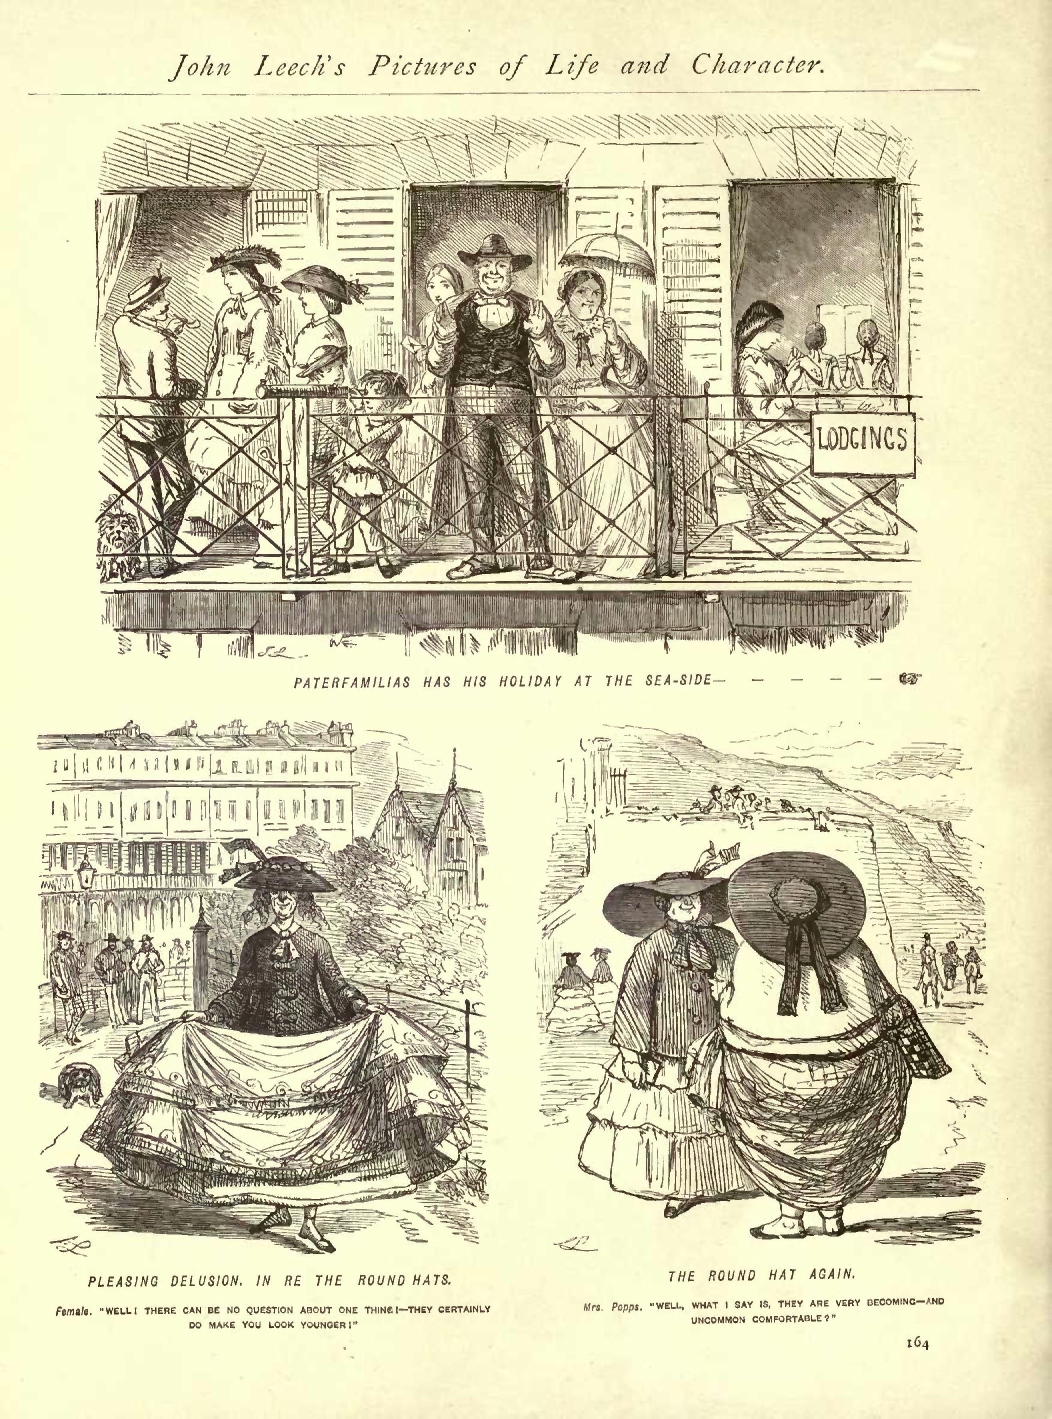 John Leech's Pictures of Life and Character.
LODGINGS
J.L.
PATERFAMILIAS HAS HIS HOLIDAY AT THE SEA-SIDE— — — — — —
PLEASING DELUSION. IN RE THE ROUND HATS.
Female. "WELL! THERE CAN BE NO QUESTION ABOUT ONE THING!—THEY CERTAINLY
DO MAKE YOU LOOK YOUNGER!"
THE ROUND HAT AGAIN.
Mrs. Popps. "WELL, WHAT I SAY IS, THEY ARE VERY BECOMING—AND
UNCOMMON COMFORTABLE?"
164